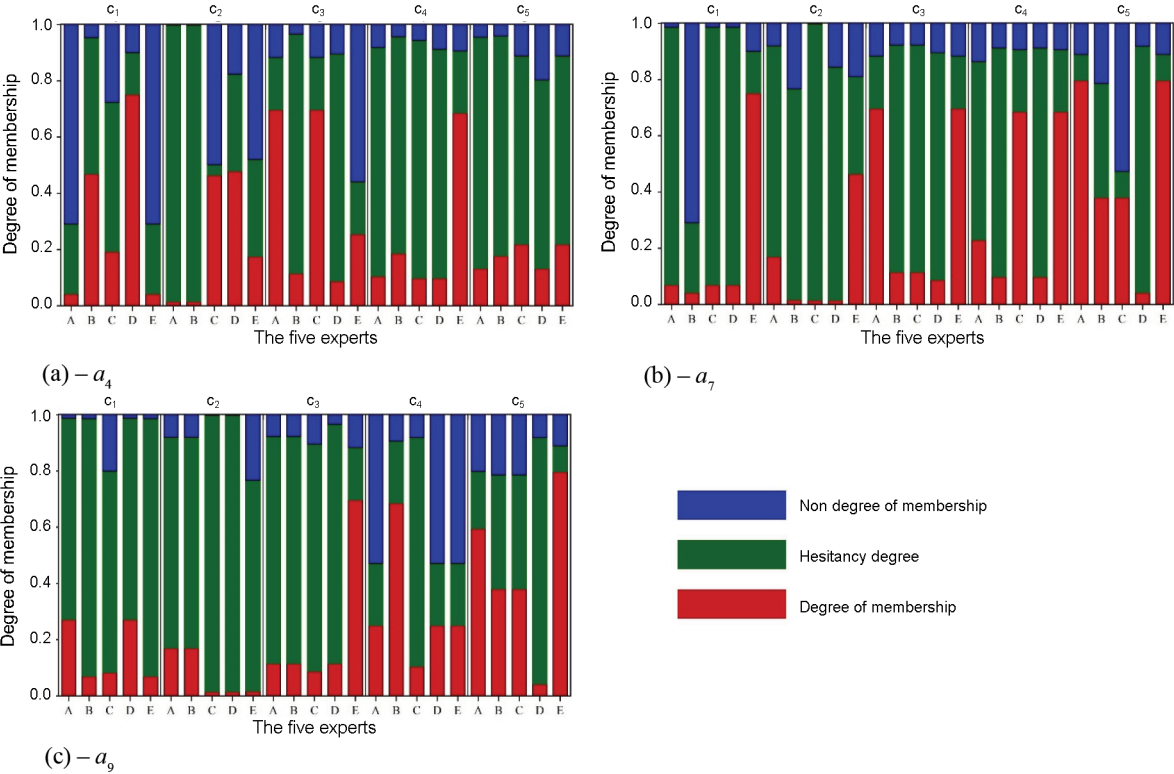 c1 c2 c3 c4 c5
1.0
0.8
0.6
0.4
0.2
0.0
Degree of membership
A B C D E A B C D E A B C D E A B C D E A B C D E
The five experts
(a) – a4
c1 c2 c3 c4 c5
1.0
0.8
0.6
0.4
0.2
0.0
Degree of membership
A B C D E A B C D E A B C D E A B C D E A B C D E
The five experts
(b) – a7
c1 c2 c3 c4 c5
1.0
0.8
0.6
0.4
0.2
0.0
Degree of membership
A B C D E A B C D E A B C D E A B C D E A B C D E
The five experts
(c) – a9
Non degree of membership
Hesitancy degree
Degree of membership